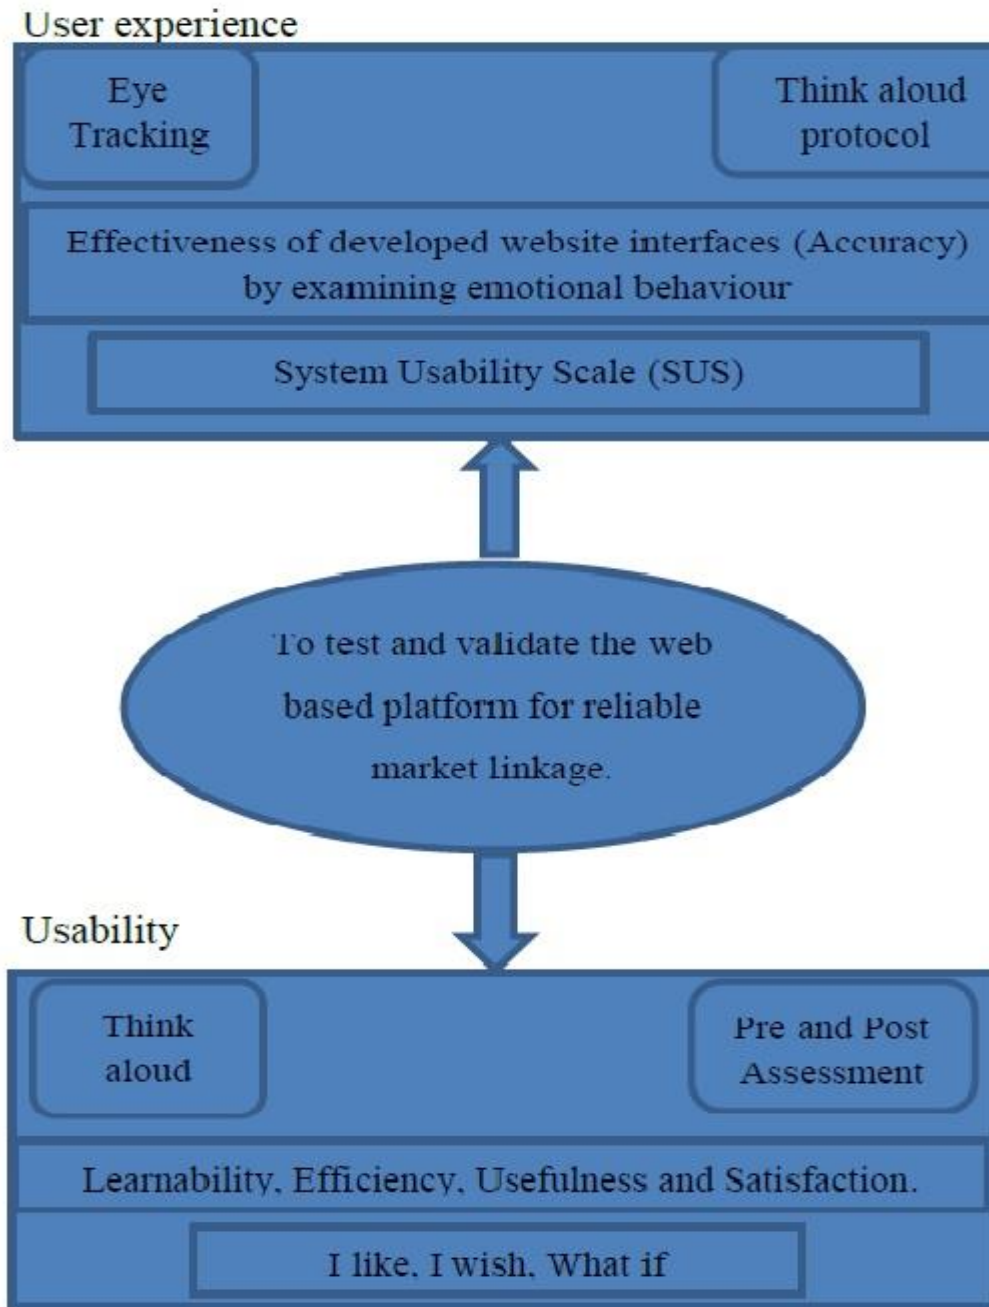 User experience
Eye
Tracking
Think aloud
protocol
Effectiveness of developed website interfaces (Accuracy)
by examining emotional behaviour
System Usability Scale (SUS)
To test and validate the web
based platform for reliable
market linkage.
Usability
Think
aloud
Pre and Post
Assessment
Learnability, Efficiency, Usefulness and Satisfaction.
I like, I wish, What if